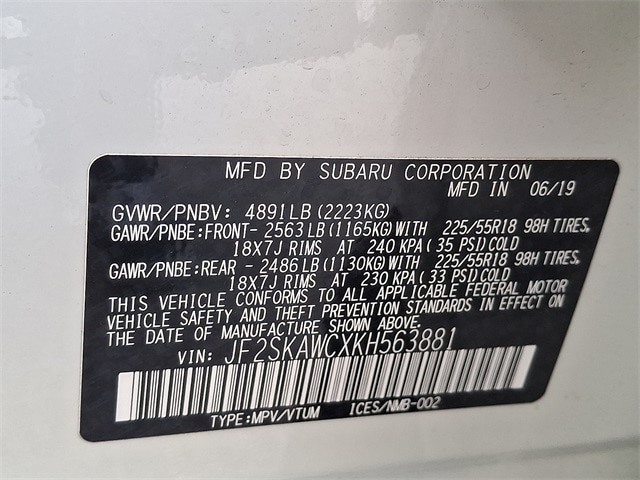 MFD BY SUBARU CORPORATION
MFD IN 06/19
GVWR/PNBV: 4891LB(2223KG)
GAWR/PNBE:FRONT-2563LB(1165KG)WITH 225/55R18 98H TIRES,
18X7J RIMS AT 240 KPA(35 PSI)COLD
GAWR/PNBE:REAR -2486LB(1130KG)WITH 225/55R18 98H TIRES,
18X7J RIMS AT 230 KPA(33 PSI)COLD
THIS VEHICLE CONFORMS TO ALL APPLICABLE FEDERAL MOTOR
VEHICLE SAFETY AND THEFT PREVENTION STANDARDS IN EFFECT ON
THE DATE OF MANUFACTURE SHOWN ABOVE.
VIN: JF2SKAWCXKH563881
TYPE:MPV/VTUM ICES/NMB-002